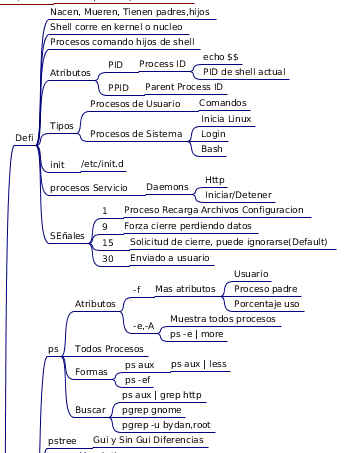 Nacen, Mueren, Tienen padres,hijos
Shell corre en kernel o nucleo
Procesos comando hijos de shell
Atributos
PID
Process ID
echo $$
PID de shell actual
PPID
Parent Process ID
Tipos
Procesos de Usuario
Comandos
Procesos de Sistema
Inicia Linux
Login
Bash
Defi
init
/etc/init.d
procesos Servicio
Daemons
Http
Iniciar/Detener
SEñales
1
Proceso Recarga Archivos Configuracion
9
Forza cierre perdiendo datos
15
Solicitud de cierre, puede ignorarse(Default)
30
Enviado a usuario
ps
Atributos
-f
Mas atributos
Usuario
Proceso padre
Porcentaje uso
-e,-A
Muestra todos procesos
ps -e | more
Todos Procesos
Formas
ps aux
ps aux | less
ps -ef
Buscar
ps aux | grep http
pgrep gnome
pgrep -u bydan,root
pstree
Gui y Sin Gui Diferencias